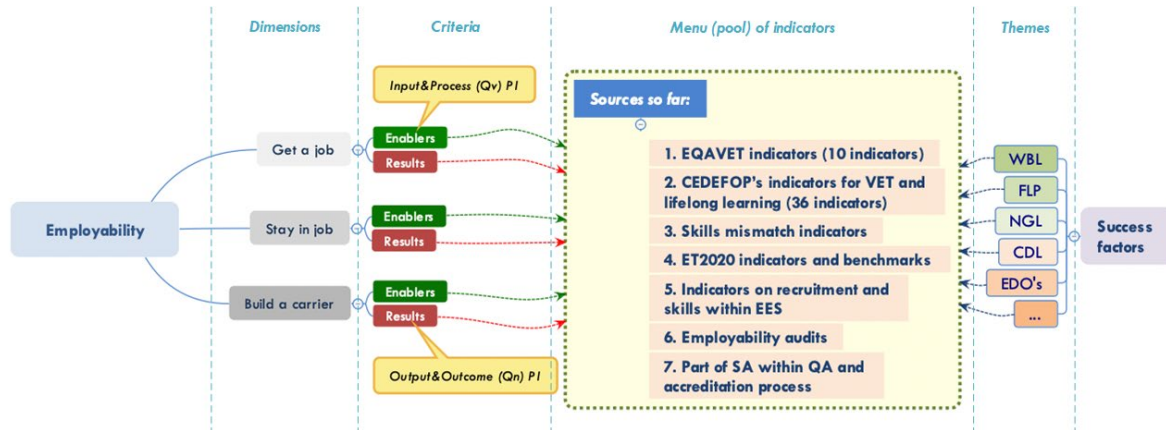 Dimensions
Criteria
Menu (pool) of indicators
Themes
Employability
Get a job
Stay in job
Build a carrier
Input&Process (Qv) PI
Enablers
Results
Enablers
Results
Enablers
Results
Output&Outcome (Qn) PI
Sources so far:
1. EQAVET indicators (10 indicators)
2. CEDEFOP's indicators for VET and
lifelong learning (36 indicators)
3. Skills mismatch indicators
4. ET2020 indicators and benchmarks
5. Indicators on recruitment and
skills within EES
6. Employability audits
7. Part of SA within QA and
accreditation process
WBL
FLP
NGL
CDL
EDO's
...
Success
factors